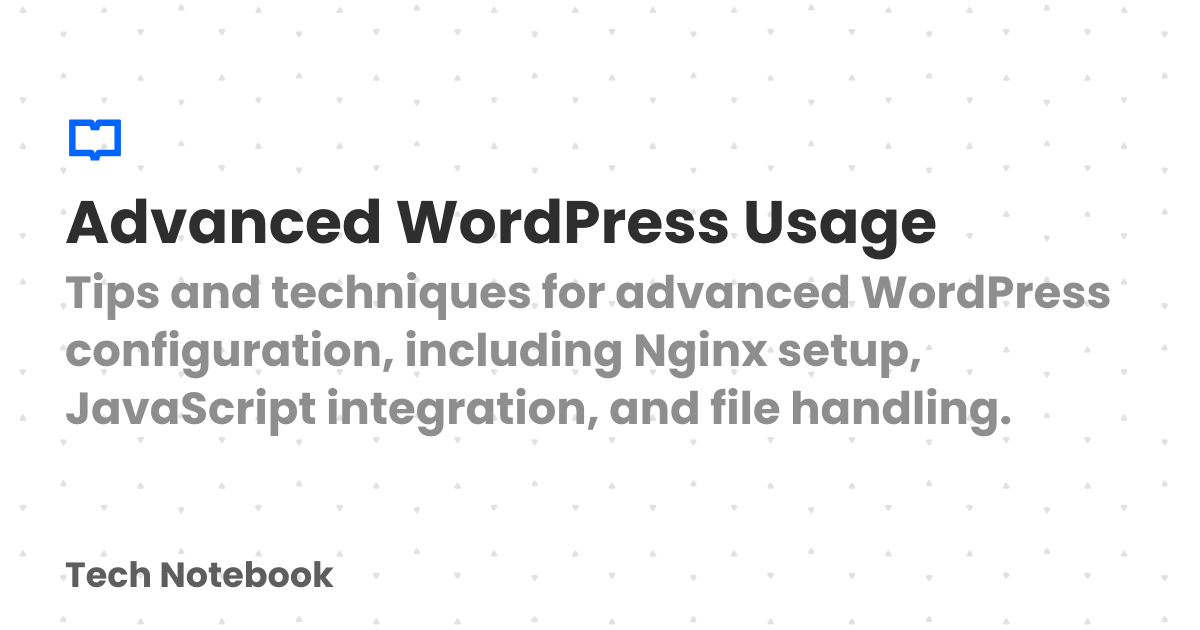 Advanced WordPress Usage
Tips and techniques for advanced WordPress
configuration, including Nginx setup,
JavaScript integration, and file handling.
Tech Notebook